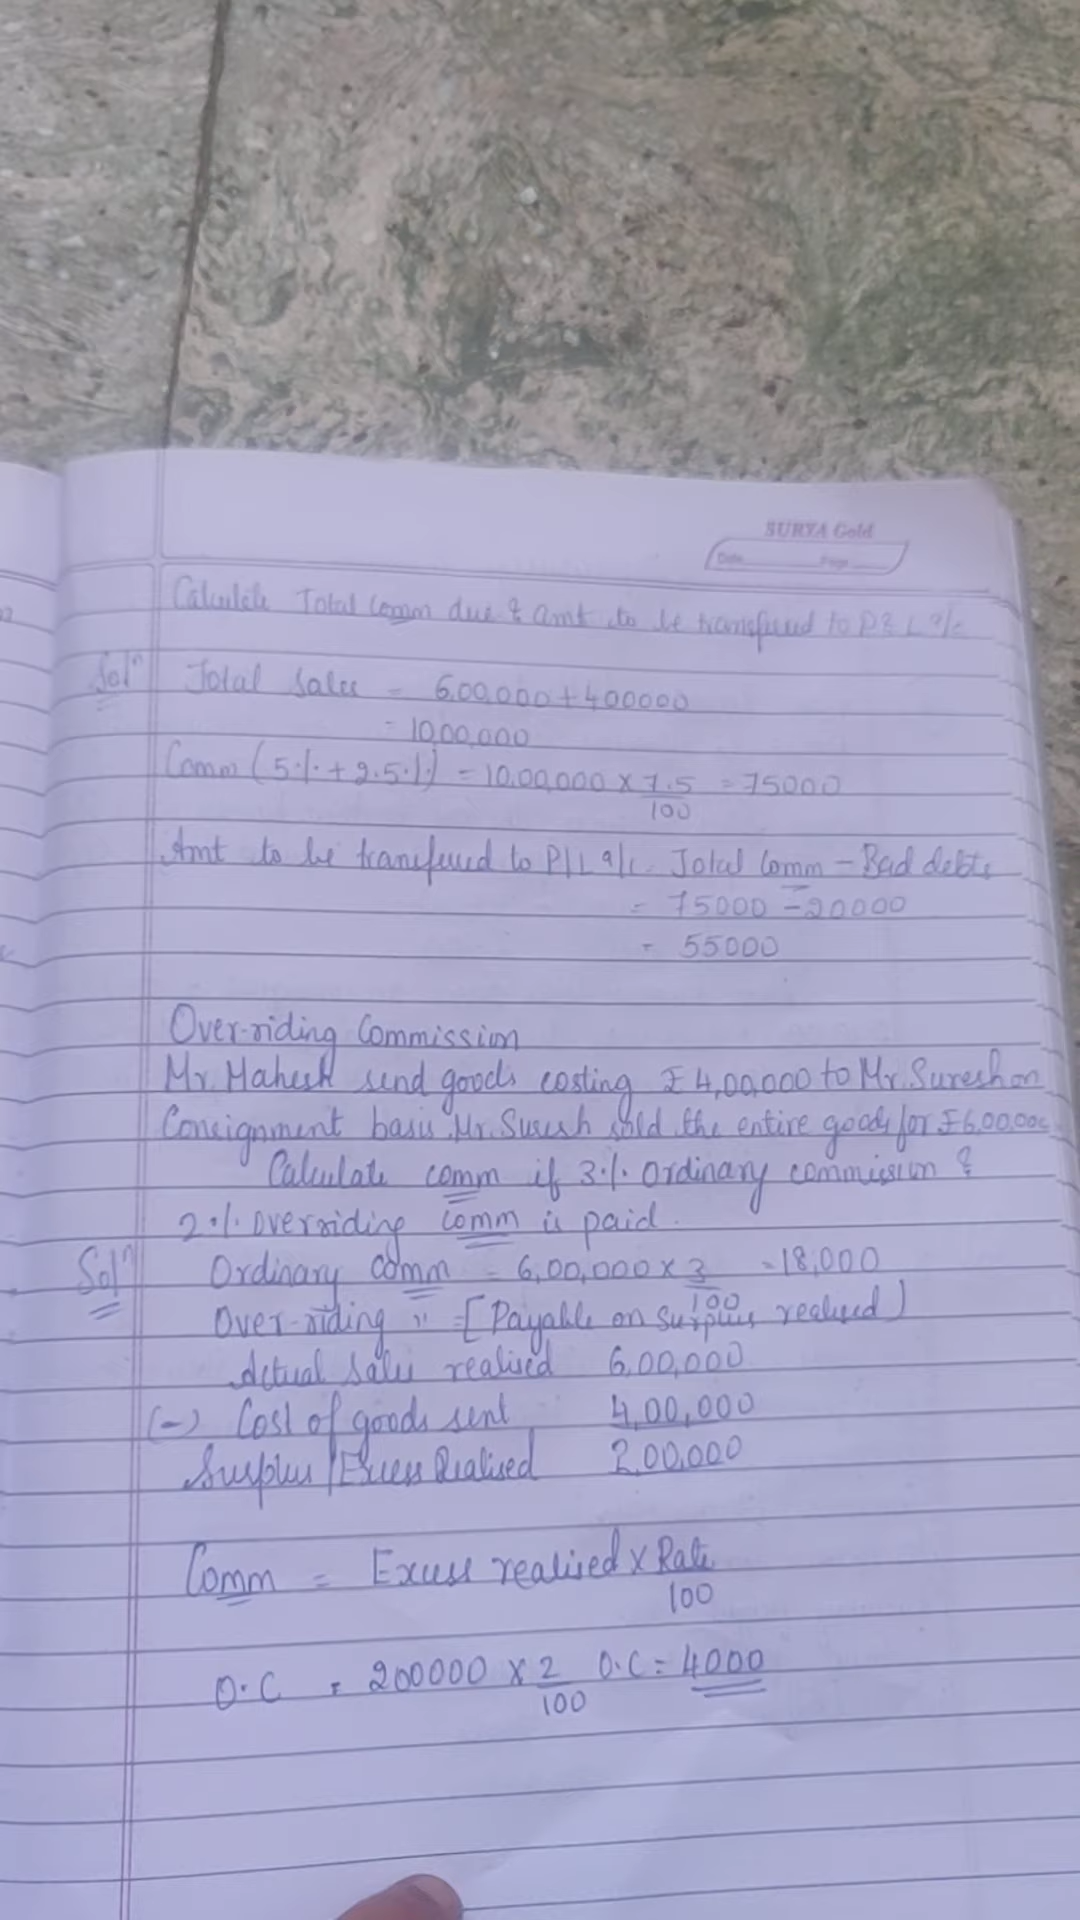 SURYA Gold
Date Page
Calculate Total Comm due & amt to be transferred to P & L a/c
Solⁿ Total Sales = 6,00,000 + 400000
= 10,00,000
Comm (5% + 2.5%) = 10,00,000 × 7.5/100 = 75000
Amt to be transferred to P/L a/c = Total Comm - Bad debts
= 75000 - 20000
= 55000
Over-riding Commission
Mr. Mahesh send goods costing ₹ 4,00,000 to Mr. Suresh on
Consignment basis. Mr. Suresh sold the entire goods for ₹ 6,00,000
Calculate comm if 3% Ordinary commission &
2% overriding comm is paid.
Solⁿ Ordinary comm = 6,00,000 × 3/100 = 18,000
Over-riding " = [Payable on surplus realised]
Actual sales realised 6,00,000
(-) Cost of goods sent 4,00,000
Surplus / Excess Realised 2,00,000
Comm = Excess realised × Rate/100
O.C = 200000 × 2/100 O.C = 4000